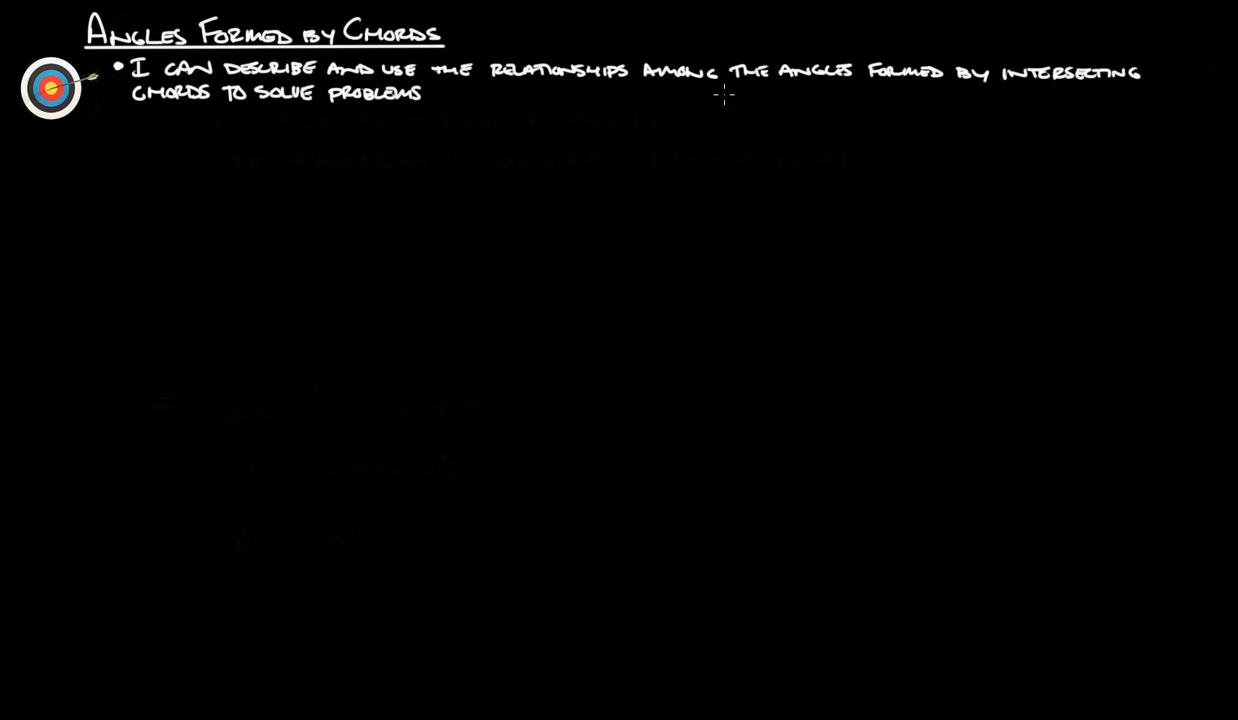 ANGLES FORMED BY CHORDS
• I CAN DESCRIBE AND USE THE RELATIONSHIPS AMONG THE ANGLES FORMED BY INTERSECTING
CHORDS TO SOLVE PROBLEMS